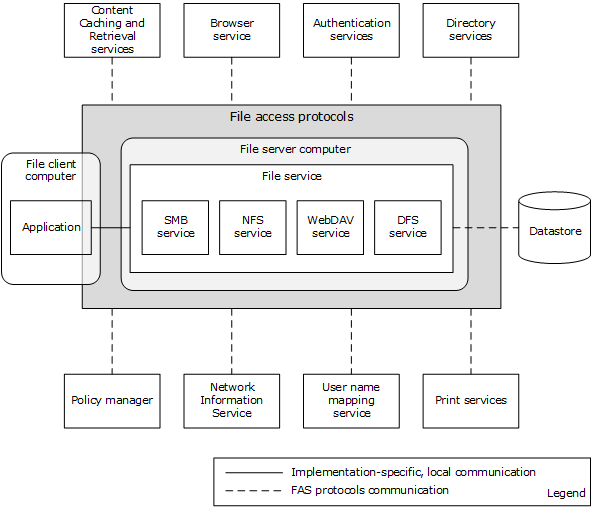 Content
Caching and
Retrieval
services
Browser
service
Authentication
services
Directory
services
File access protocols
File server computer
File client
computer
File service
Application
SMB
service
NFS
service
WebDAV
service
DFS
service
Datastore
Policy manager
Network
Information
Service
User name
mapping
service
Print services
Implementation-specific, local communication
FAS protocols communication
Legend